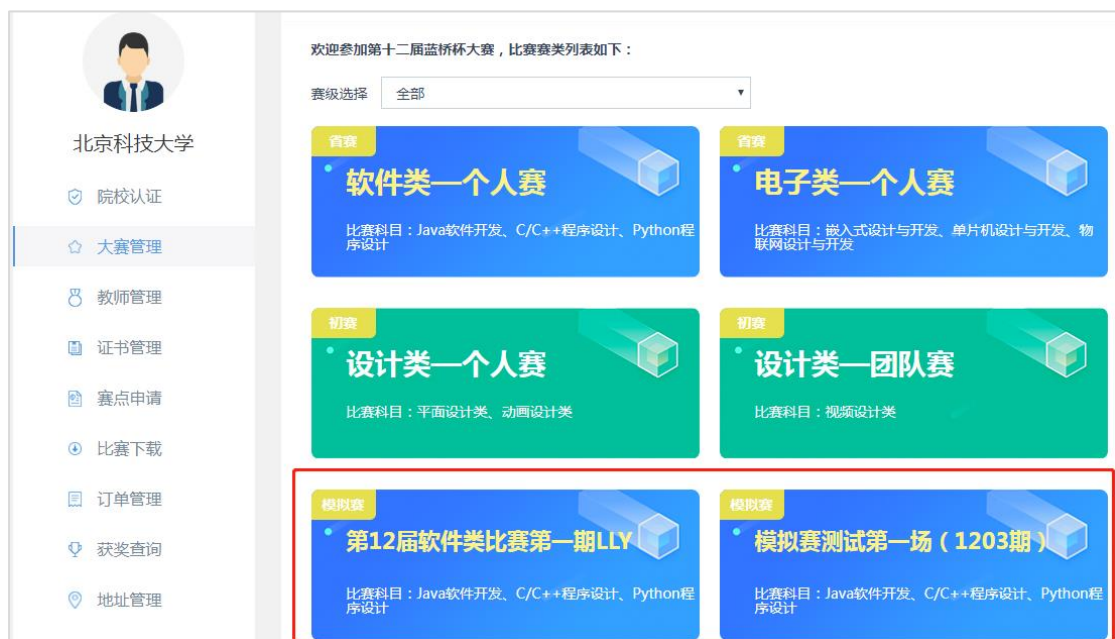 北京科技大学
院校认证
大赛管理
教师管理
证书管理
赛点申请
比赛下载
订单管理
获奖查询
地址管理
欢迎参加第十二届蓝桥杯大赛，比赛赛类列表如下：
赛级选择 全部
省赛
软件类—个人赛
比赛科目：Java软件开发、C/C++程序设计、Python程
序设计
省赛
电子类—个人赛
比赛科目：嵌入式设计与开发、单片机设计与开发、物
联网设计与开发
初赛
设计类—个人赛
比赛科目：平面设计类、动画设计类
初赛
设计类—团队赛
比赛科目：视频设计类
模拟赛
第12届软件类比赛第一期LLY
比赛科目：Java软件开发、C/C++程序设计、Python程
序设计
模拟赛
模拟赛测试第一场（1203期）
比赛科目：Java软件开发、C/C++程序设计、Python程
序设计